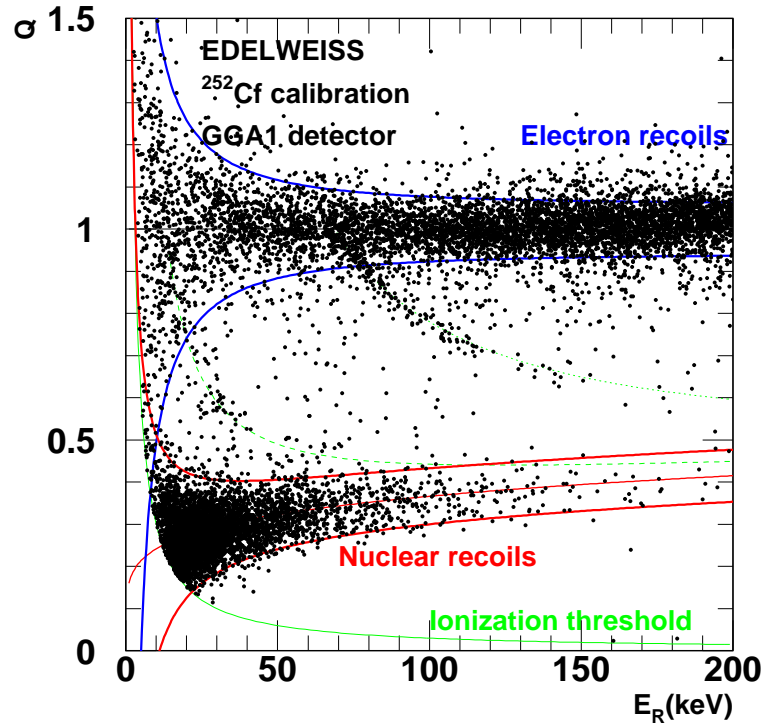 Q
1.5
EDELWEISS
²⁵²Cf calibration
GGA1 detector
Electron recoils
1
0.5
Nuclear recoils
Ionization threshold
0
0 50 100 150 200
E_R(keV)